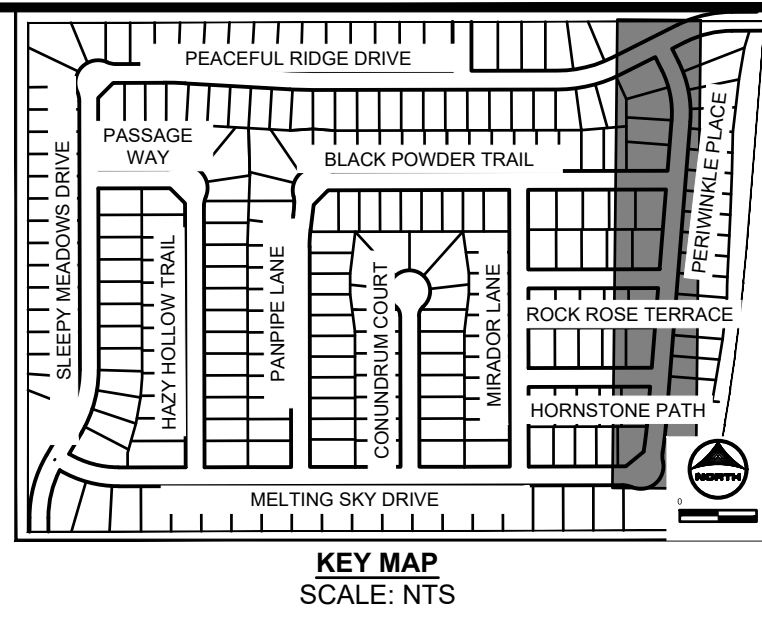 PEACEFUL RIDGE DRIVE
PASSAGE
WAY
BLACK POWDER TRAIL
SLEEPY MEADOWS DRIVE
HAZY HOLLOW TRAIL
PANPIPE LANE
CONUNDRUM COURT
MIRADOR LANE
PERIWINKLE PLACE
ROCK ROSE TERRACE
HORNSTONE PATH
MELTING SKY DRIVE
NORTH
0
KEY MAP
SCALE: NTS